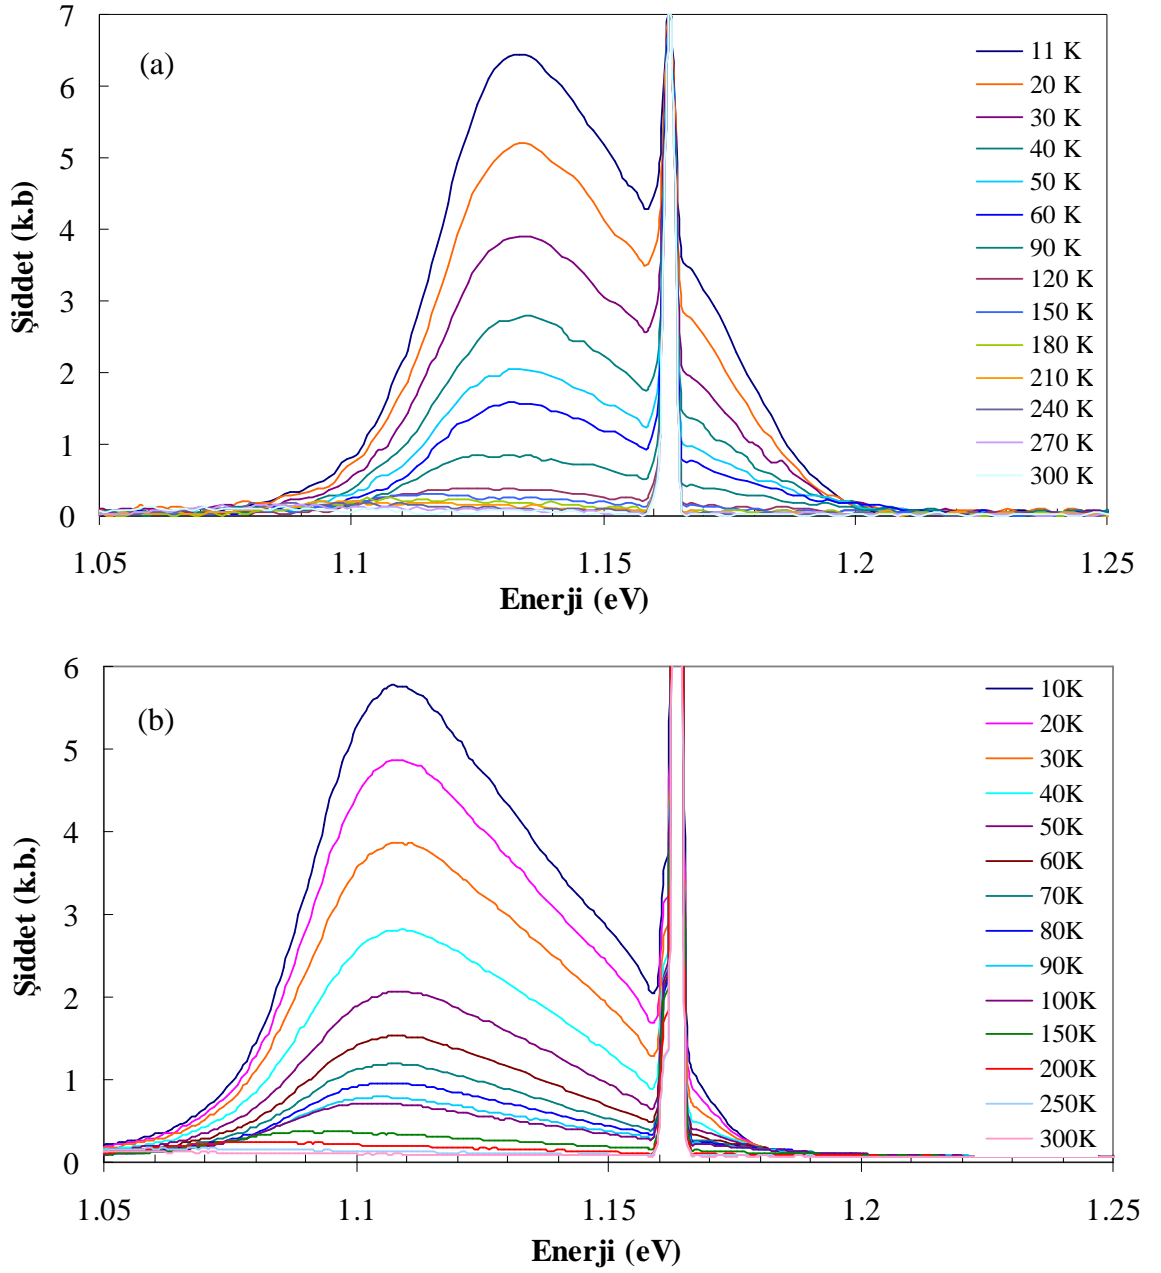 7
6
5
4
3
2
1
0
(a)
Şiddet (k.b)
11 K
20 K
30 K
40 K
50 K
60 K
90 K
120 K
150 K
180 K
210 K
240 K
270 K
300 K
1.05 1.1 1.15 1.2 1.25
Enerji (eV)
6
5
4
3
2
1
0
(b)
Şiddet (k.b.)
10K
20K
30K
40K
50K
60K
70K
80K
90K
100K
150K
200K
250K
300K
1.05 1.1 1.15 1.2 1.25
Enerji (eV)